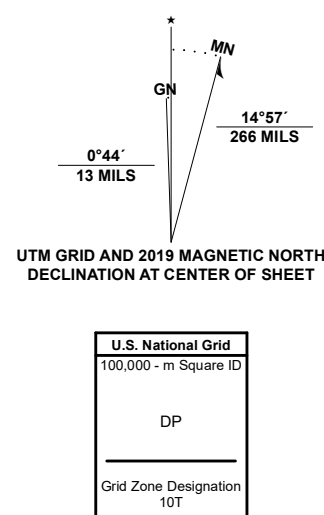 ★
MN
GN
14°57´
266 MILS
0°44´
13 MILS
UTM GRID AND 2019 MAGNETIC NORTH
DECLINATION AT CENTER OF SHEET
U.S. National Grid
100,000 - m Square ID
DP
Grid Zone Designation
10T